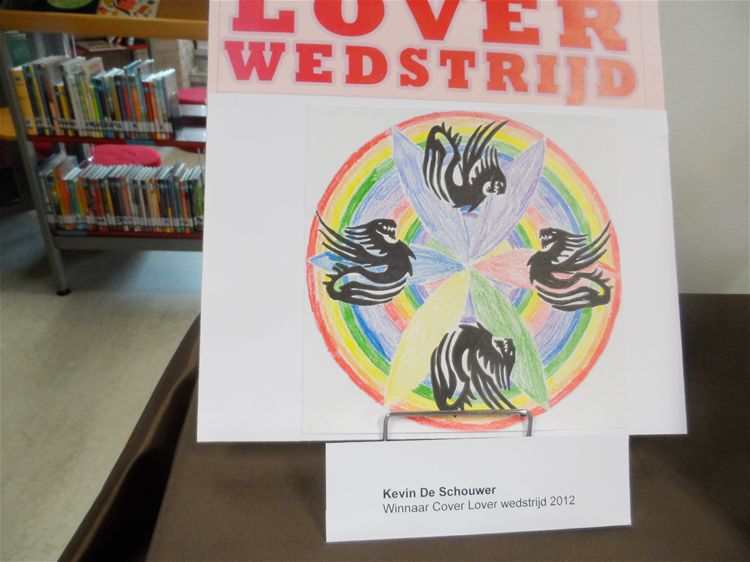 LOVER
WEDSTRIJD
Kevin De Schouwer
Winnaar Cover Lover wedstrijd 2012